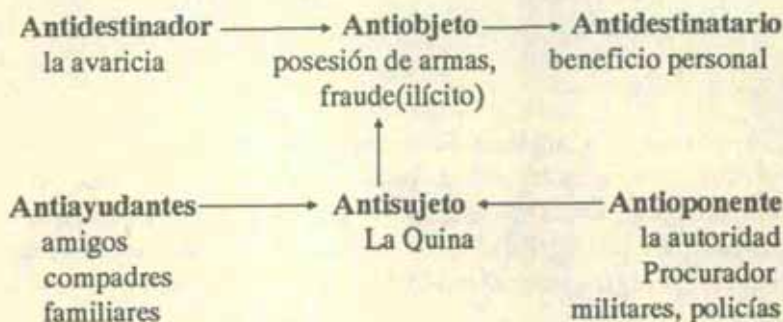 Antidestinador Antiobjeto Antidestinatario
la avaricia posesión de armas, beneficio personal
fraude(ilícito)
Antiayudantes Antisujeto Antioponente
amigos La Quina la autoridad
compadres Procurador
familiares militares, policías